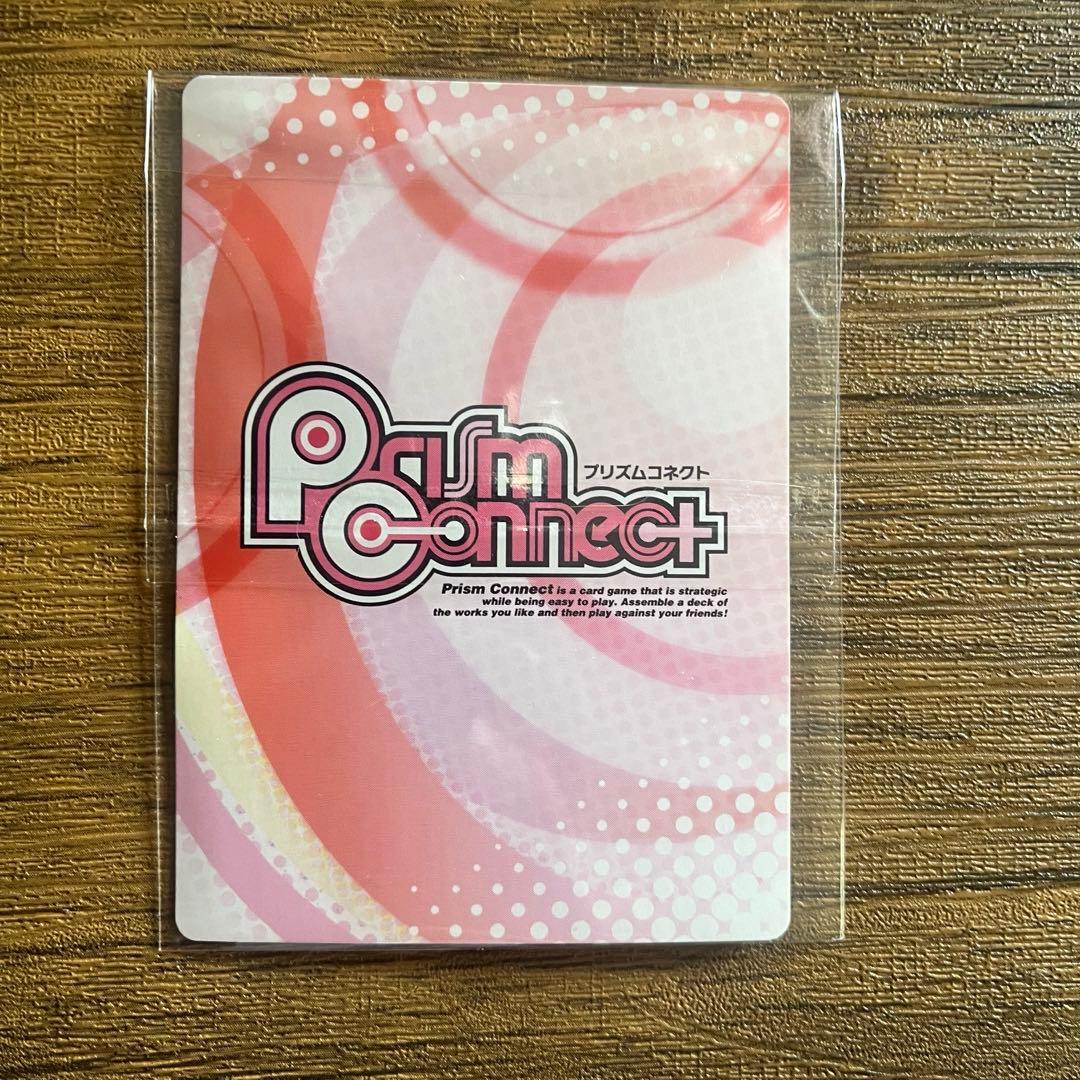 Prism
プリズムコネクト
Connect
Prism Connect is a card game that is strategic
while being easy to play. Assemble a deck of
the works you like and then play against your friends!